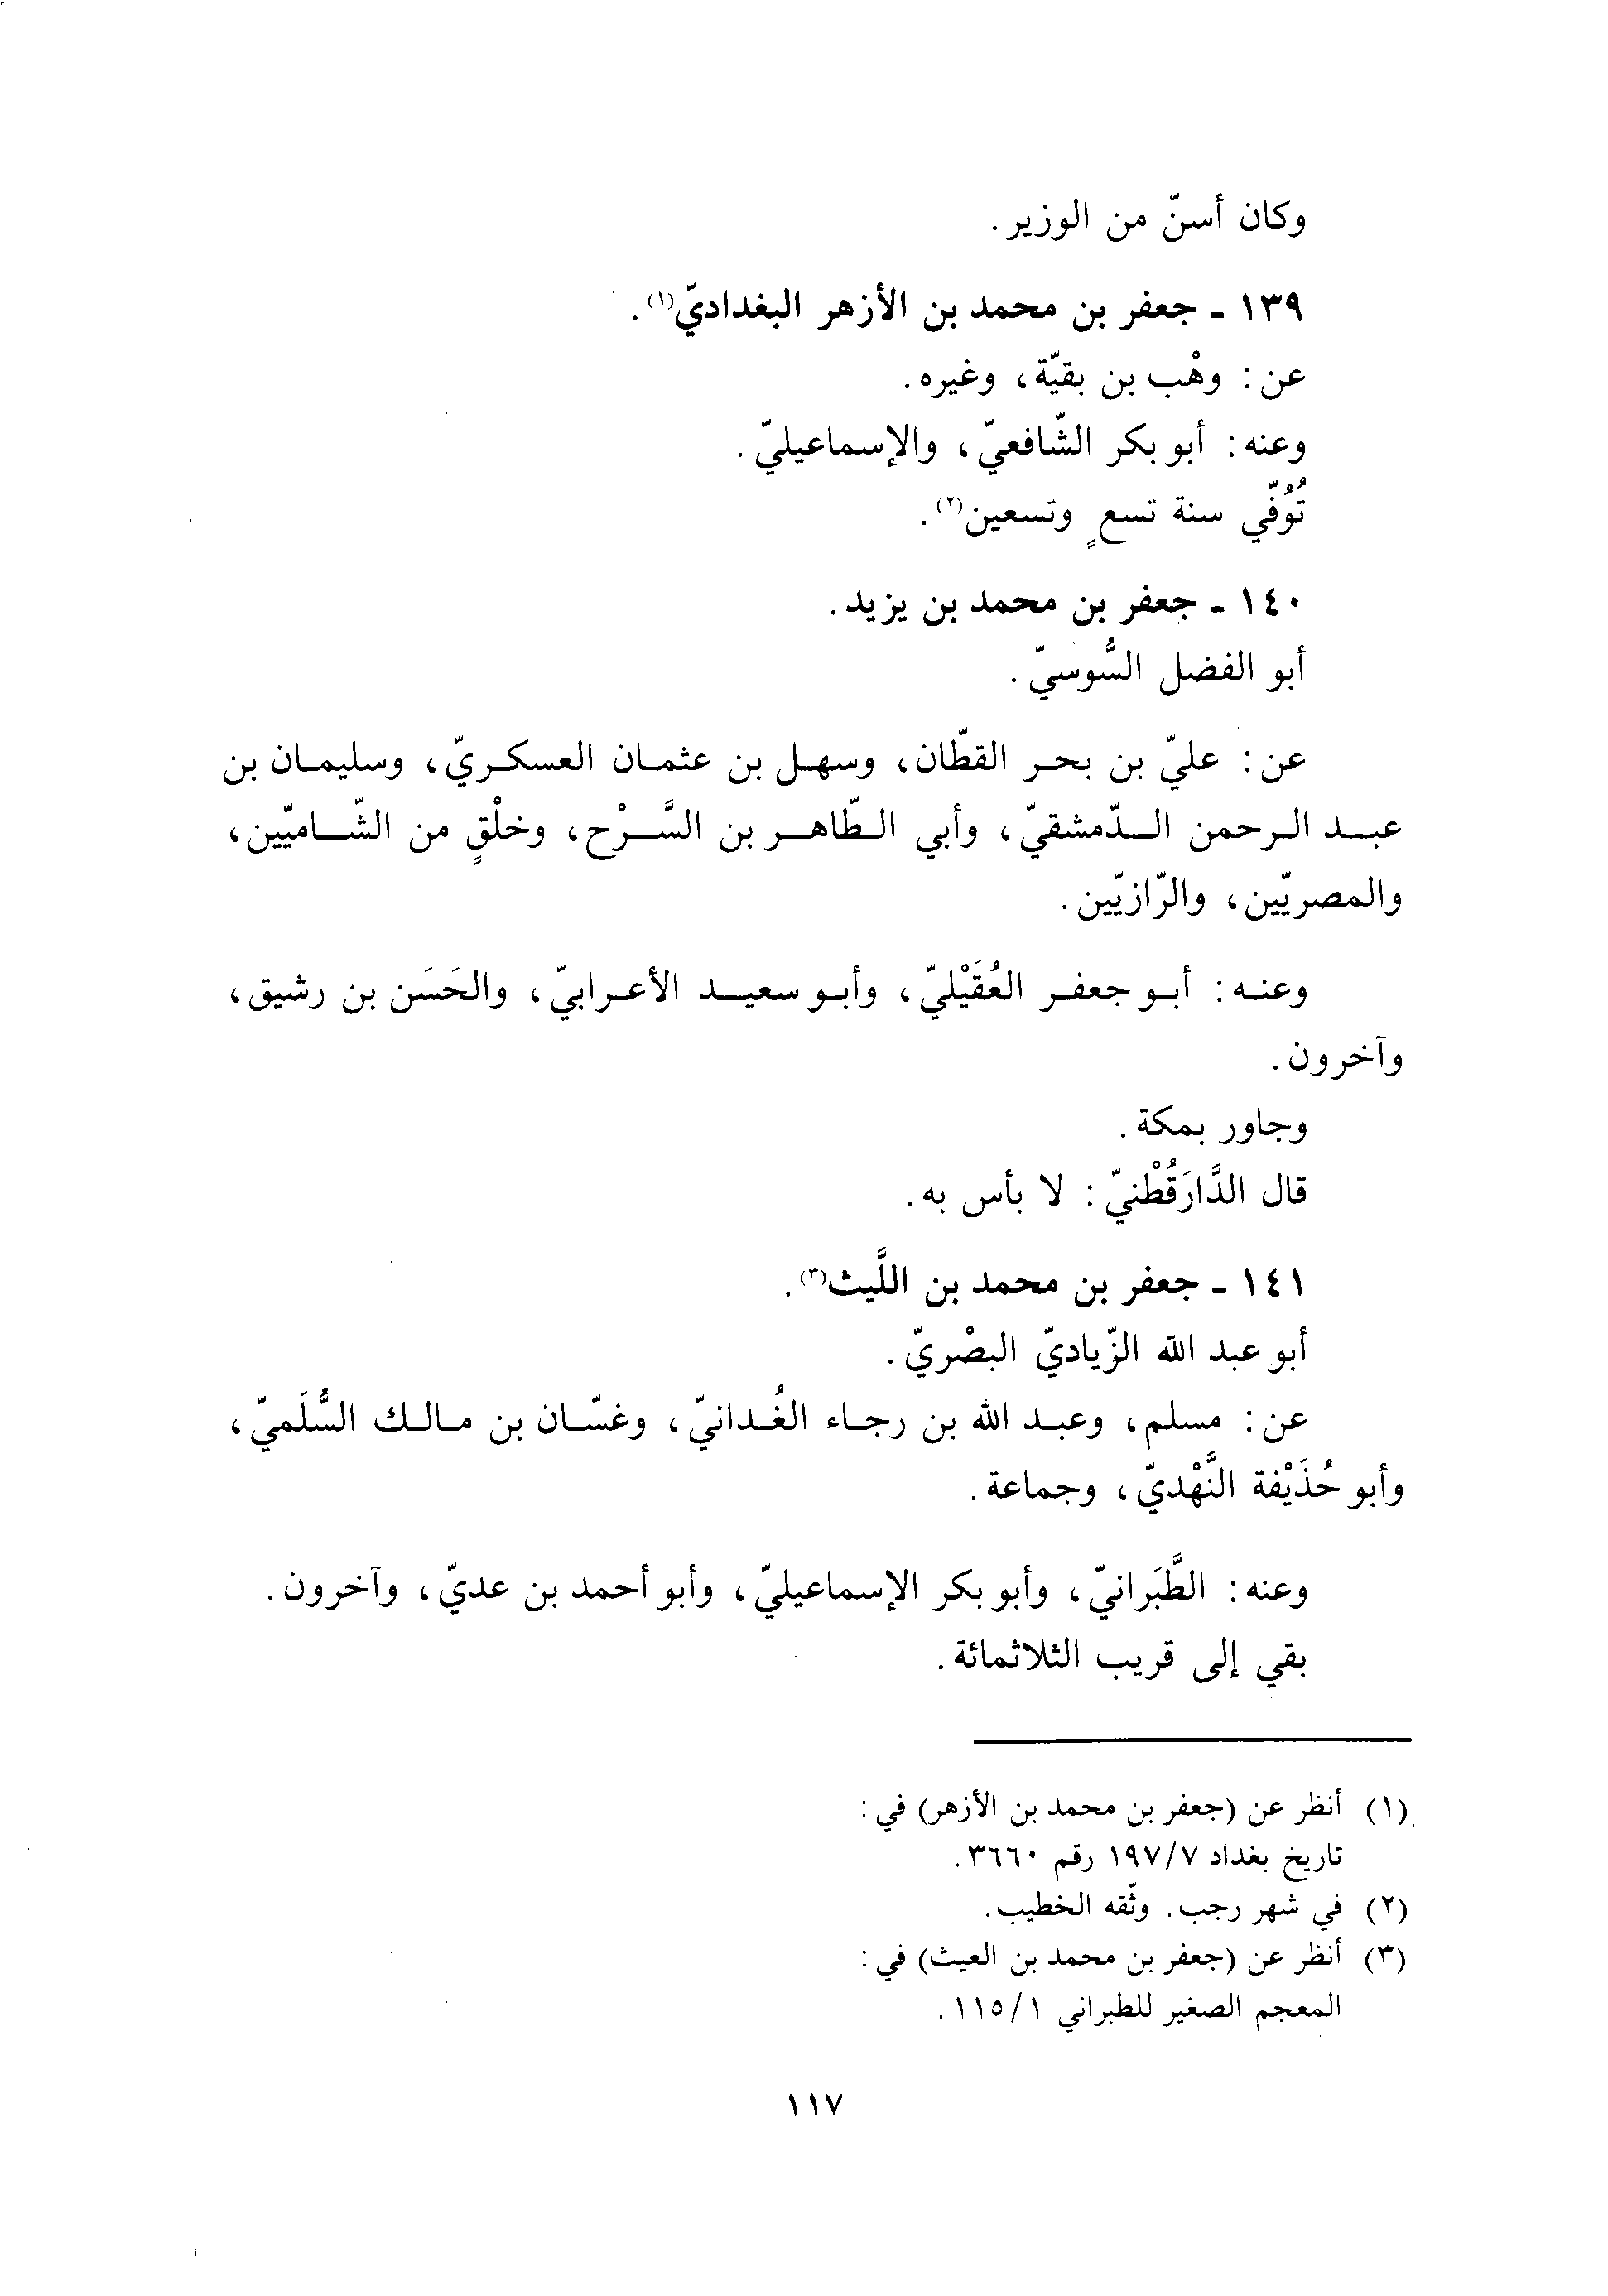 وكان أسنّ من الوزير.
١٣٩ - جعفر بن محمد بن الأزهر البغداديّ(١).
عن: وهْب بن بقيّة، وغيره.
وعنه: أبو بكر الشّافعيّ، والإسماعيليّ.
تُوُفّي سنة تسعٍ وتسعين(٢).
١٤٠ - جعفر بن محمد بن يزيد.
أبو الفضل السُّوسيّ.
عن: عليّ بن بحر القطّان، وسهل بن عثمان العسكريّ، وسليمان بن
عبد الرحمن الدّمشقيّ، وأبي الطّاهر بن السَّرْح، وخلْقٍ من الشّاميّين،
والمصريّين، والرّازيّين.
وعنه: أبو جعفر العُقَيْليّ، وأبو سعيد الأعرابيّ، والحَسَن بن رشيق،
وآخرون.
وجاور بمكة.
قال الدَّارَقُطْنيّ: لا بأس به.
١٤١ - جعفر بن محمد بن اللَّيث(٣).
أبو عبد الله الزّياديّ البصْريّ.
عن: مسلم، وعبد الله بن رجاء الغُدانيّ، وغسّان بن مالك السُّلَميّ،
وأبو حُذَيْفة النَّهْديّ، وجماعة.
وعنه: الطَّبَرانيّ، وأبو بكر الإسماعيليّ، وأبو أحمد بن عديّ، وآخرون.
بقي إلى قريب الثلاثمائة.
(١) أنظر عن (جعفر بن محمد بن الأزهر) في:
تاريخ بغداد ١٩٧/٧ رقم ٣٦٦٠.
(٢) في شهر رجب. وثّقه الخطيب.
(٣) أنظر عن (جعفر بن محمد بن العيث) في:
المعجم الصغير للطبراني ١١٥/١.
١١٧